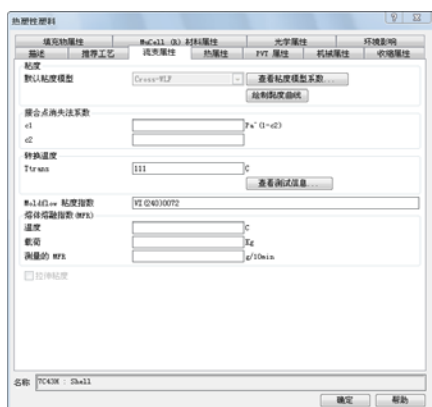 热塑性塑料
填充物属性 MuCell (R) 材料属性 光学属性 环境影响
描述 推荐工艺 流变属性 热属性 PVT 属性 机械属性 收缩属性
粘度
默认粘度模型 Cross-WLF 查看粘度模型系数...
绘制粘度曲线
接合点消失法系数
c1 Pa^(1-c2)
c2
转换温度
Ttrans 111 C
查看测试信息...
Moldflow 粘度指数 VI(240)0072
熔体熔融指数(MFR)
温度 C
载荷 Kg
测量的 MFR g/10min
拉伸粘度
名称 TC43M : Shell
确定 帮助